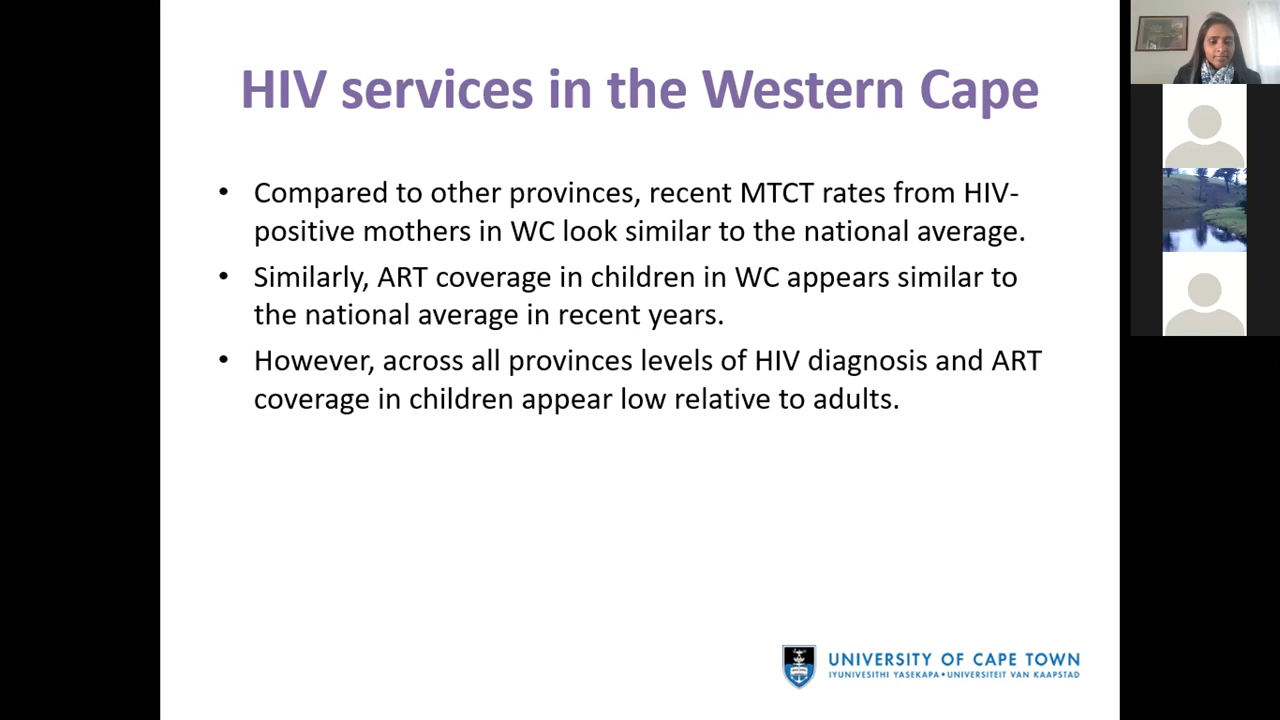 HIV services in the Western Cape
• Compared to other provinces, recent MTCT rates from HIV-
positive mothers in WC look similar to the national average.
• Similarly, ART coverage in children in WC appears similar to
the national average in recent years.
• However, across all provinces levels of HIV diagnosis and ART
coverage in children appear low relative to adults.
UNIVERSITY OF CAPE TOWN
IYUNIVESITHI YASEKAPA • UNIVERSITEIT VAN KAAPSTAD